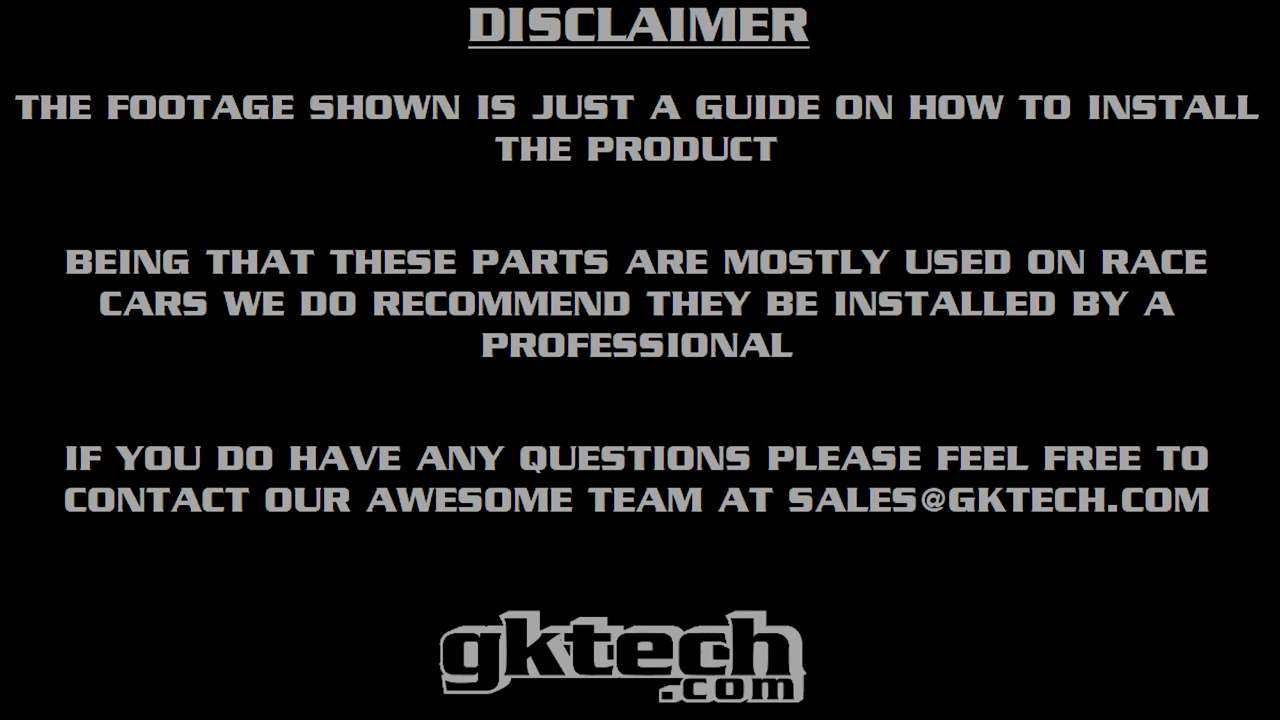 DISCLAIMER
THE FOOTAGE SHOWN IS JUST A GUIDE ON HOW TO INSTALL
THE PRODUCT
BEING THAT THESE PARTS ARE MOSTLY USED ON RACE
CARS WE DO RECOMMEND THEY BE INSTALLED BY A
PROFESSIONAL
IF YOU DO HAVE ANY QUESTIONS PLEASE FEEL FREE TO
CONTACT OUR AWESOME TEAM AT SALES@GKTECH.COM
gktech
.com